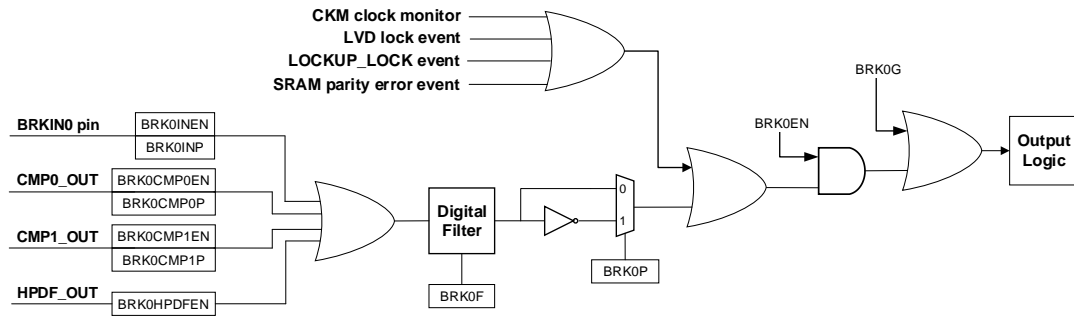 CKM clock monitor
LVD lock event
LOCKUP_LOCK event
SRAM parity error event
BRK0G
BRK0EN
Output
Logic
BRKIN0 pin
BRK0INEN
BRK0INP
CMP0_OUT
BRK0CMP0EN
BRK0CMP0P
CMP1_OUT
BRK0CMP1EN
BRK0CMP1P
HPDF_OUT
BRK0HPDFEN
Digital
Filter
BRK0F
0
1
BRK0P